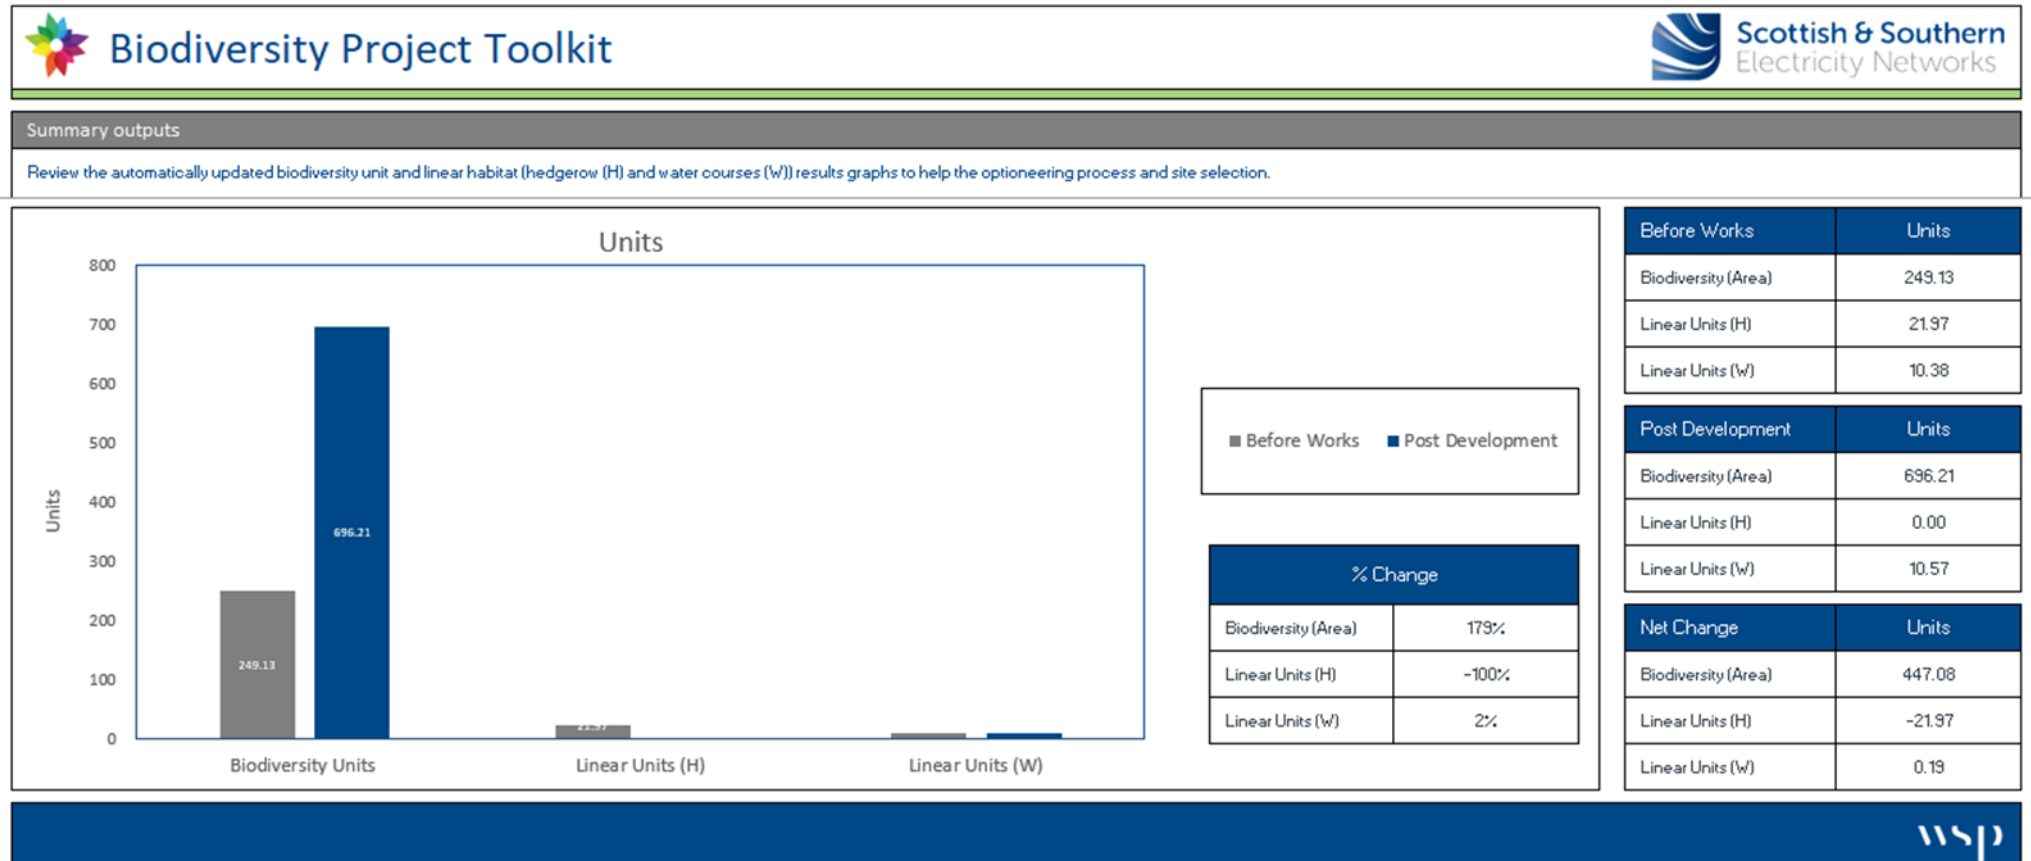 Biodiversity Project Toolkit
Scottish & Southern
Electricity Networks
Summary outputs
Review the automatically updated biodiversity unit and linear habitat (hedgerow (H) and water courses (W)) results graphs to help the optioneering process and site selection.
Units
800
700
600
500
400
300
200
100
0
Units
249.13
696.21
21.97
Biodiversity Units
Linear Units (H)
Linear Units (W)
Before Works
Post Development
% Change
Biodiversity (Area) 179%
Linear Units (H) -100%
Linear Units (W) 2%
Before Works Units
Biodiversity (Area) 249.13
Linear Units (H) 21.97
Linear Units (W) 10.38
Post Development Units
Biodiversity (Area) 696.21
Linear Units (H) 0.00
Linear Units (W) 10.57
Net Change Units
Biodiversity (Area) 447.08
Linear Units (H) -21.97
Linear Units (W) 0.19
wsp